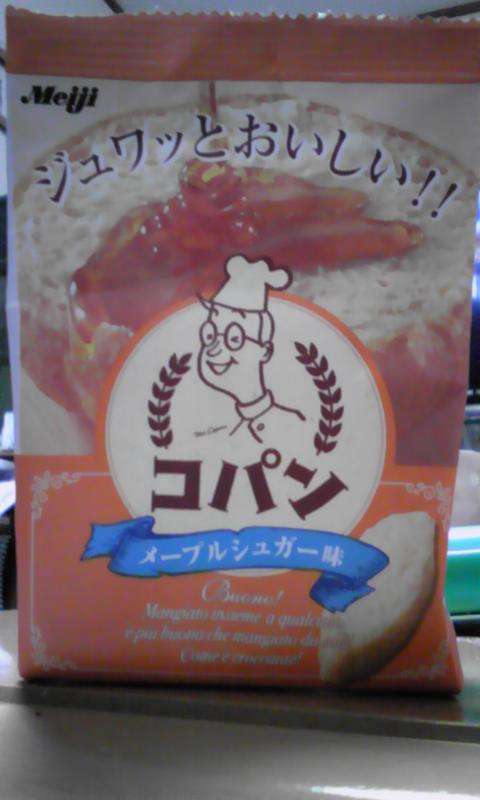 Meiji
ジュワッとおいしい!!
コパン
メープルシュガー味
Buono!
Mangiato insieme a qualcuno
è più buono che mangiato da
Come è croccante!